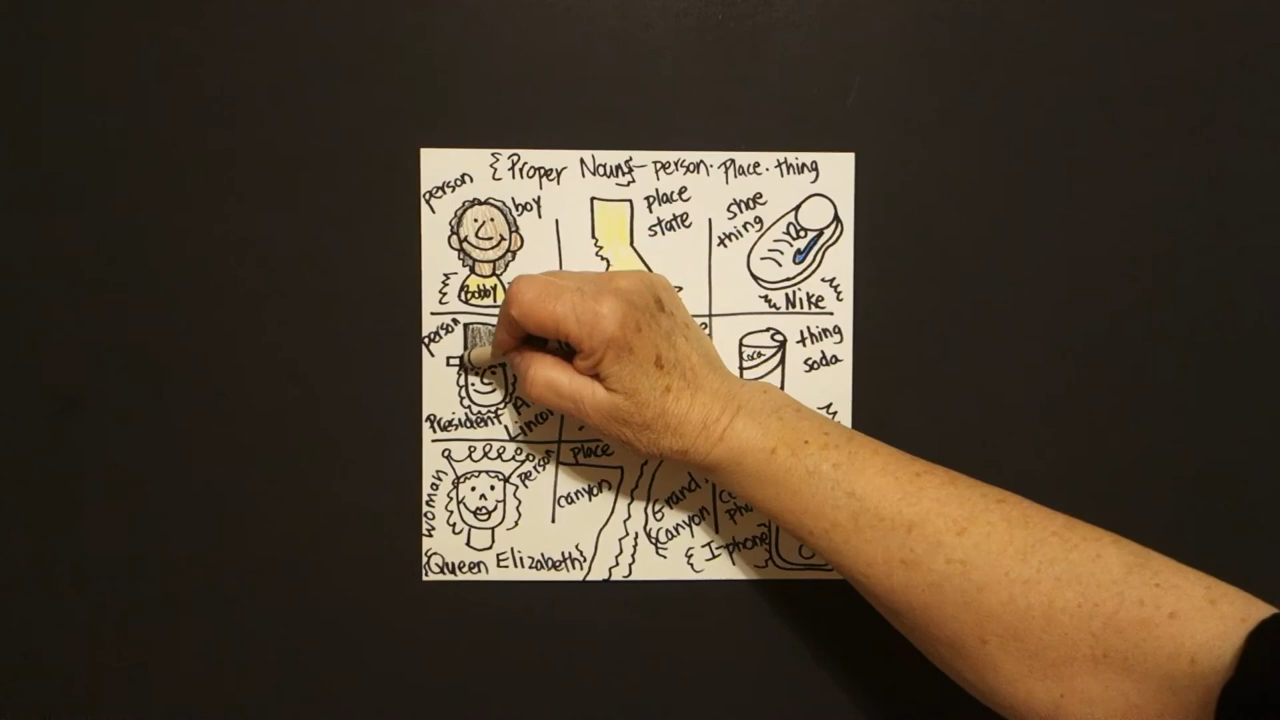 {Proper Nouns}- person. Place. thing
person
boy
{Bobby
place
state
shoe
thing
Nike
person
President
Lincol
Coca
thing
soda
woman
person
{Queen Elizabeth}
place
canyon
Grand
Canyon
{I-phone